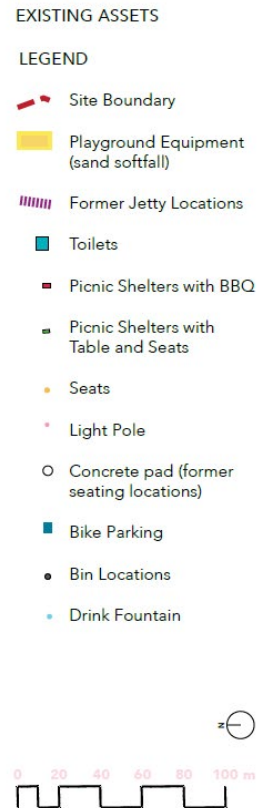 EXISTING ASSETS
LEGEND
Site Boundary
Playground Equipment
(sand softfall)
Former Jetty Locations
Toilets
Picnic Shelters with BBQ
Picnic Shelters with
Table and Seats
Seats
Light Pole
Concrete pad (former
seating locations)
Bike Parking
Bin Locations
Drink Fountain
N
0 20 40 60 80 100 m